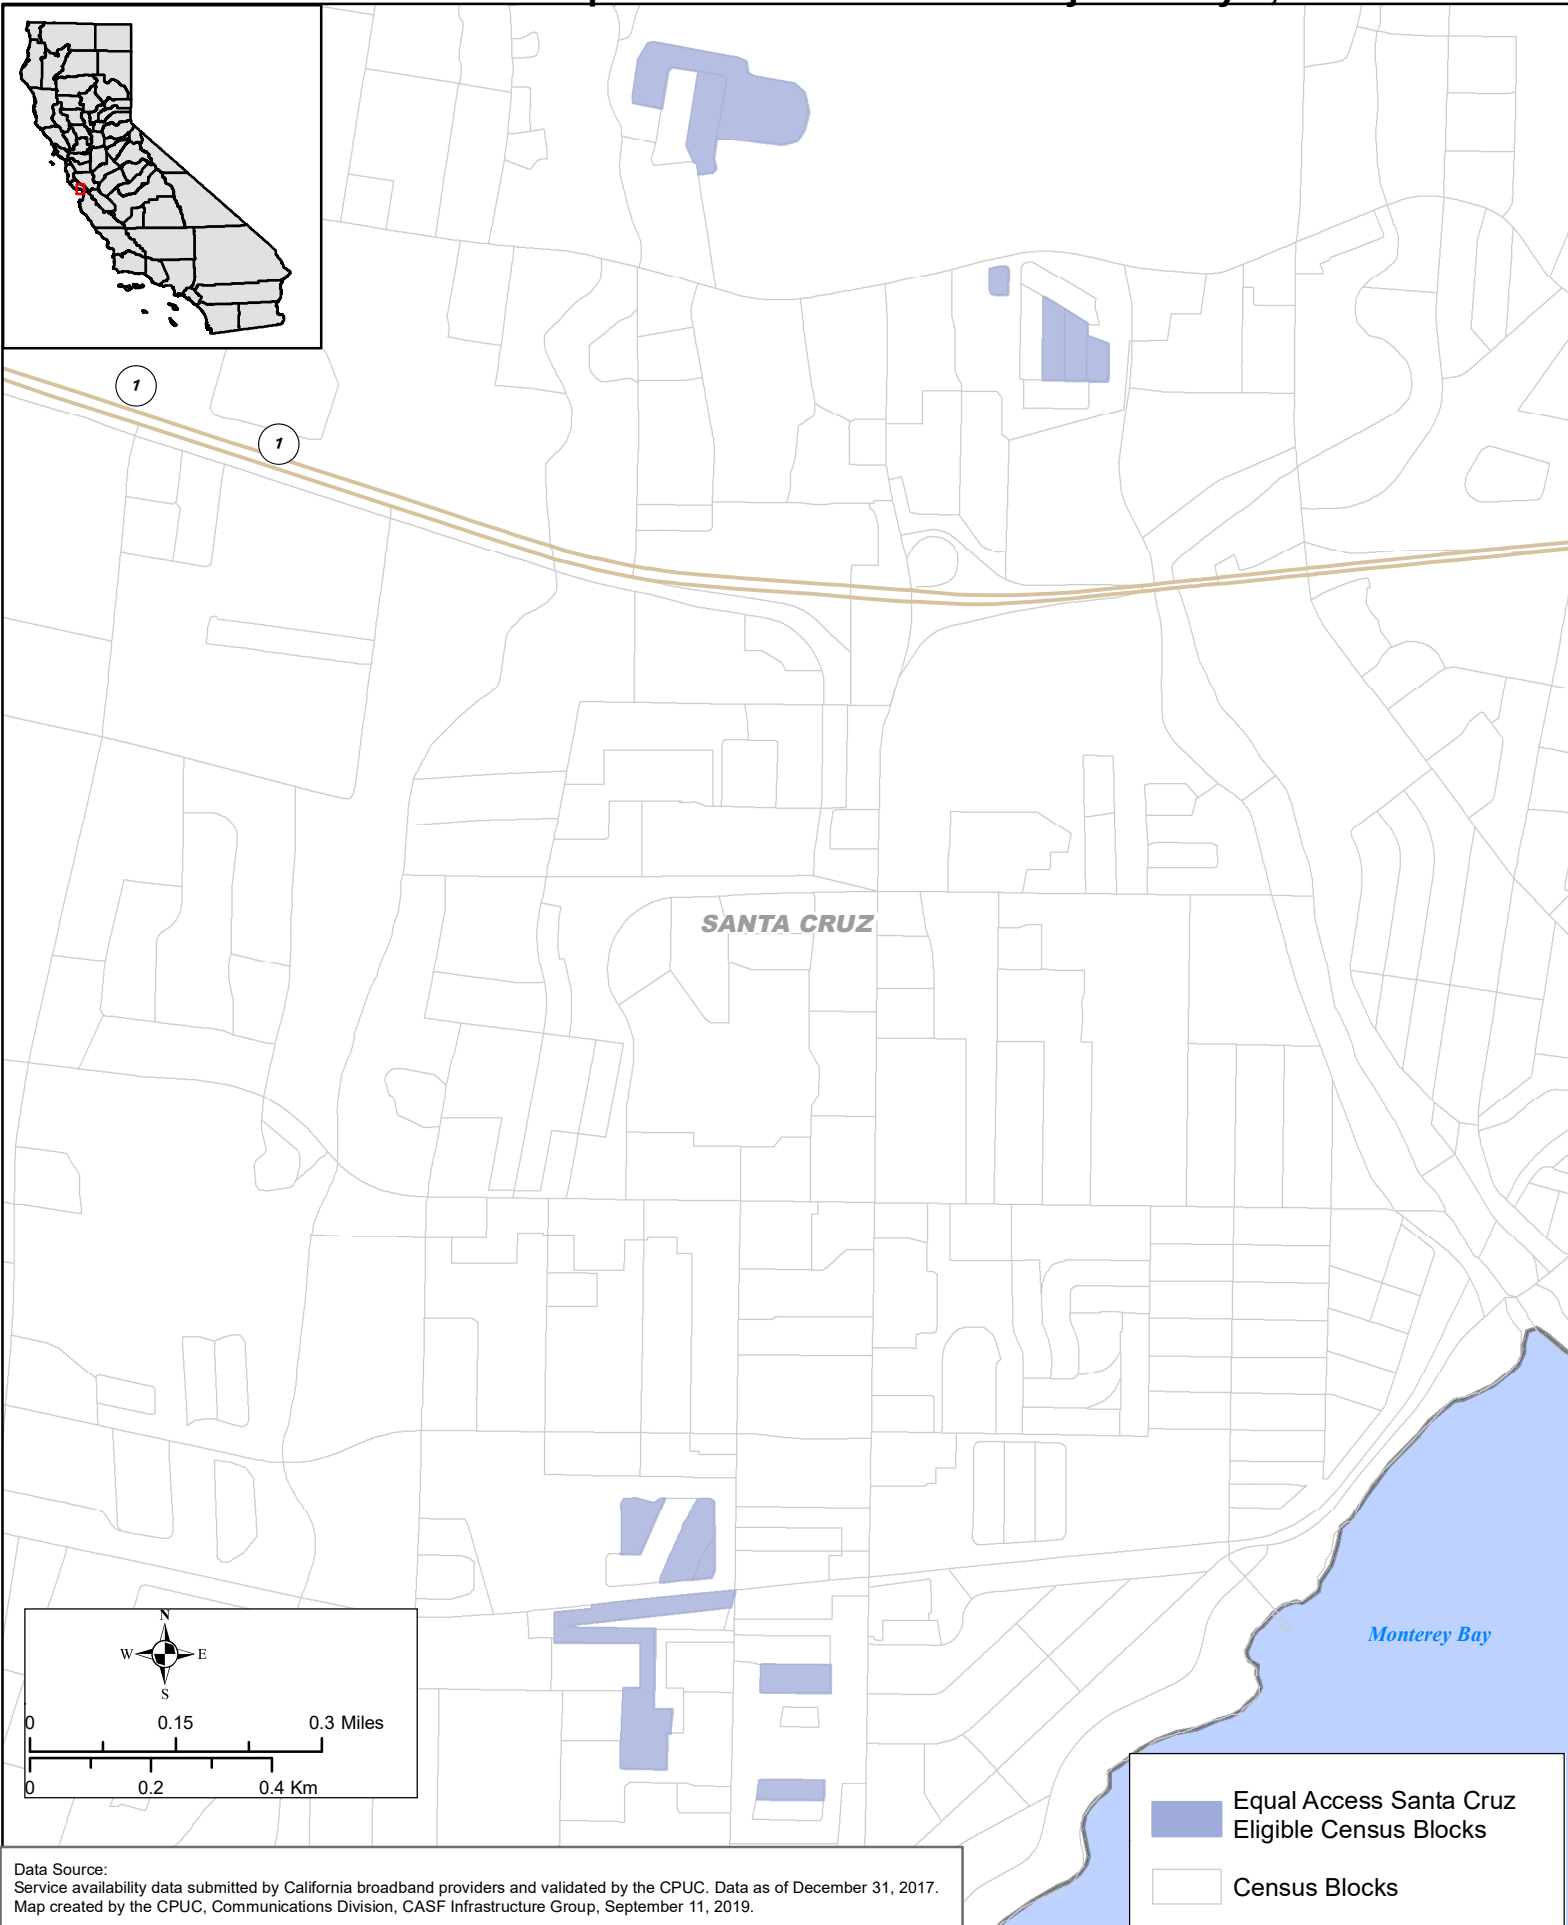 1
1
SANTA CRUZ
Monterey Bay
N
W E
S
0 0.15 0.3 Miles
0 0.2 0.4 Km
Equal Access Santa Cruz
Eligible Census Blocks
Census Blocks
Data Source:
Service availability data submitted by California broadband providers and validated by the CPUC. Data as of December 31, 2017.
Map created by the CPUC, Communications Division, CASF Infrastructure Group, September 11, 2019.